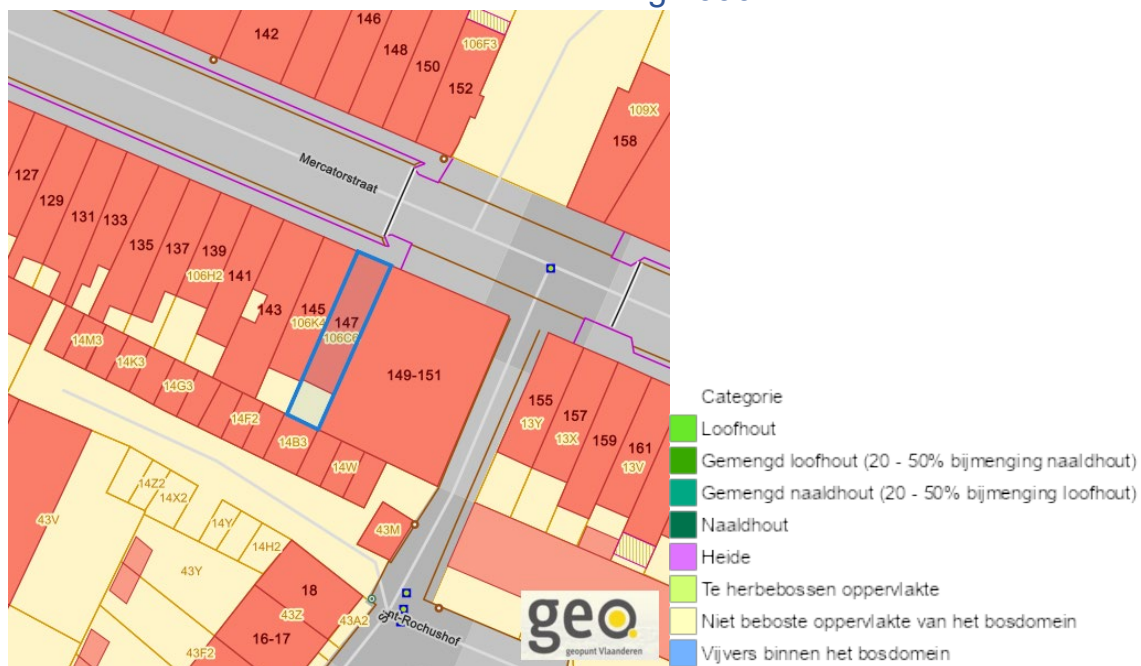 142
146
148
150
152
106F3
109X
158
Mercatorstraat
127
129
131
133
135
137
139
106H2
141
143
145
106K4
147
106C6
149-151
14M3
14K3
14G3
14F2
14B3
14W
155
13Y
157
13X
159
161
13V
43V
14Z2
14X2
14Y
14H2
43Y
43M
18
43Z
16-17
43A2
43F2
nt-Rochushof
geo
geopunt Vlaanderen
Categorie
Loofhout
Gemengd loofhout (20 - 50% bijmenging naaldhout)
Gemengd naaldhout (20 - 50% bijmenging loofhout)
Naaldhout
Heide
Te herbebossen oppervlakte
Niet beboste oppervlakte van het bosdomein
Vijvers binnen het bosdomein